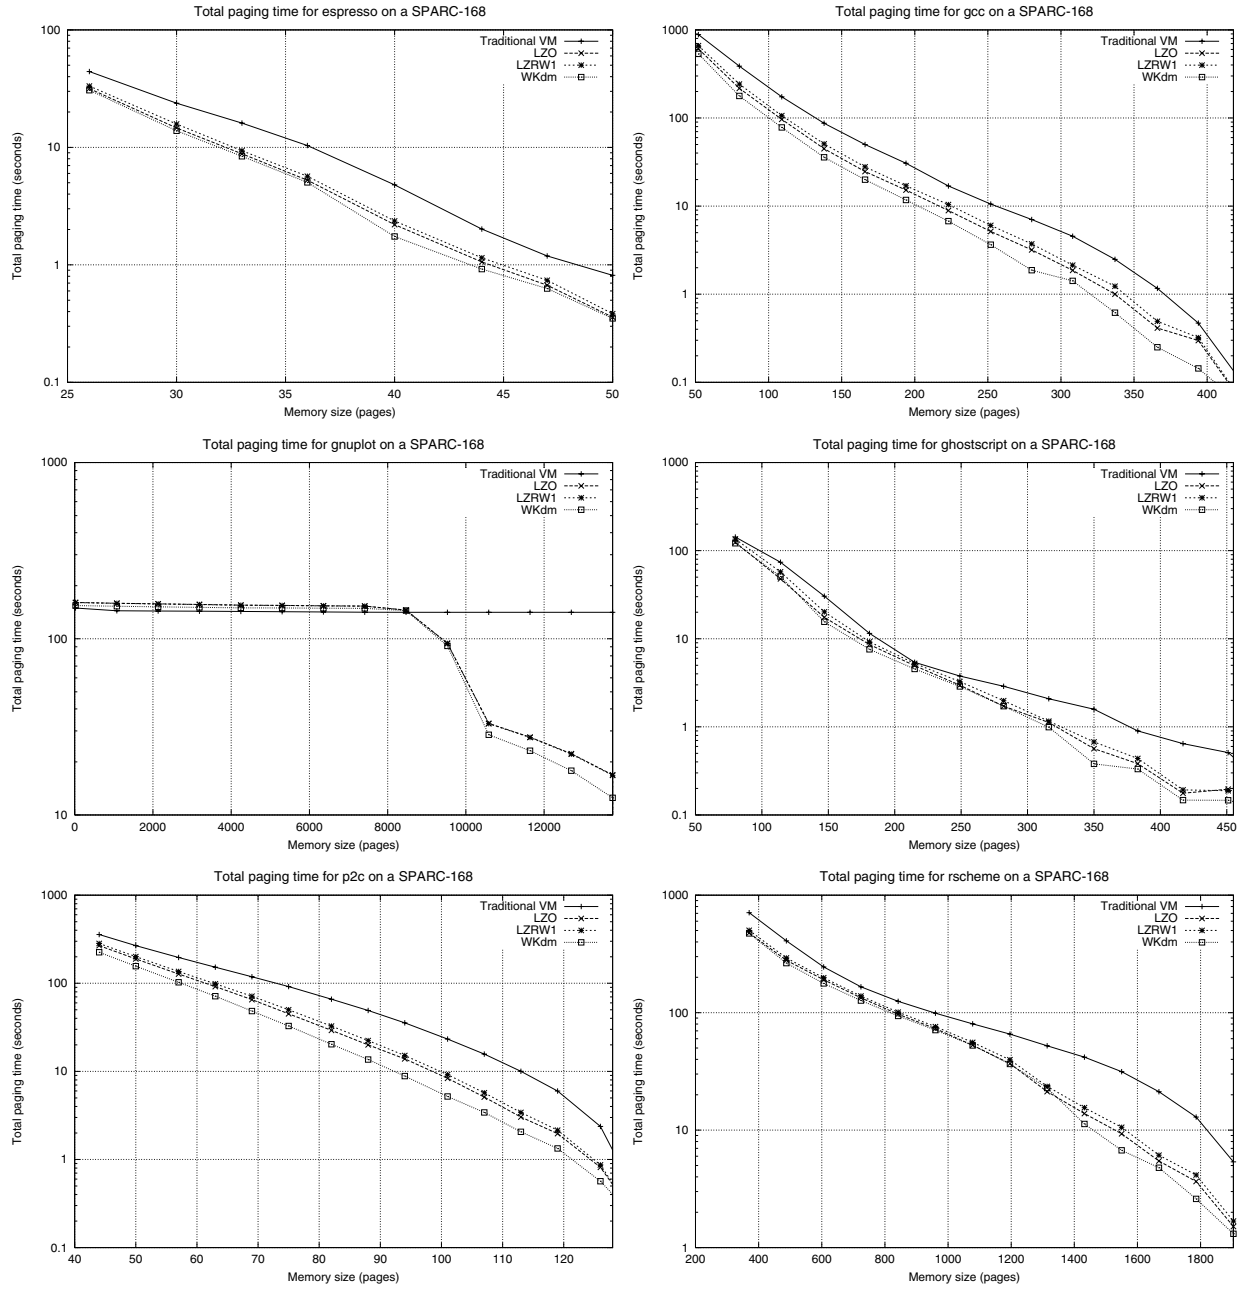 Total paging time for espresso on a SPARC-168
Total paging time (seconds)
100
10
1
0.1
Traditional VM
LZO
LZRW1
WKdm
25 30 35 40 45 50
Memory size (pages)
Total paging time for gcc on a SPARC-168
Total paging time (seconds)
1000
100
10
1
0.1
Traditional VM
LZO
LZRW1
WKdm
50 100 150 200 250 300 350 400
Memory size (pages)
Total paging time for gnuplot on a SPARC-168
Total paging time (seconds)
1000
100
10
Traditional VM
LZO
LZRW1
WKdm
0 2000 4000 6000 8000 10000 12000
Memory size (pages)
Total paging time for ghostscript on a SPARC-168
Total paging time (seconds)
1000
100
10
1
0.1
Traditional VM
LZO
LZRW1
WKdm
50 100 150 200 250 300 350 400 450
Memory size (pages)
Total paging time for p2c on a SPARC-168
Total paging time (seconds)
1000
100
10
1
0.1
Traditional VM
LZO
LZRW1
WKdm
40 50 60 70 80 90 100 110 120
Memory size (pages)
Total paging time for rscheme on a SPARC-168
Total paging time (seconds)
1000
100
10
1
Traditional VM
LZO
LZRW1
WKdm
200 400 600 800 1000 1200 1400 1600 1800
Memory size (pages)